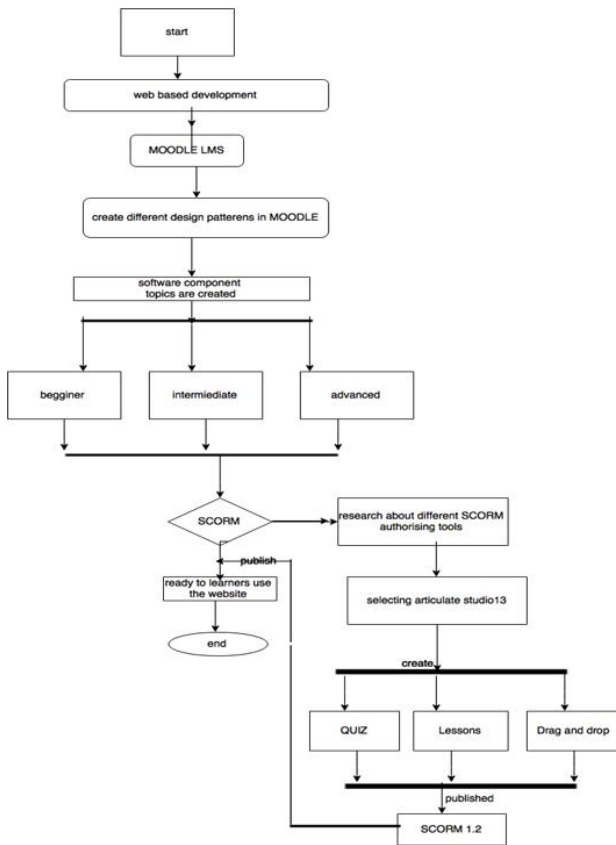 start
web based development
MOODLE LMS
create different design patterens in MOODLE
software component
topics are created
begginer
intermiediate
advanced
SCORM
research about different SCORM
authorising tools
publish
ready to learners use
the website
selecting articulate studio13
end
create
QUIZ
Lessons
Drag and drop
published
SCORM 1.2